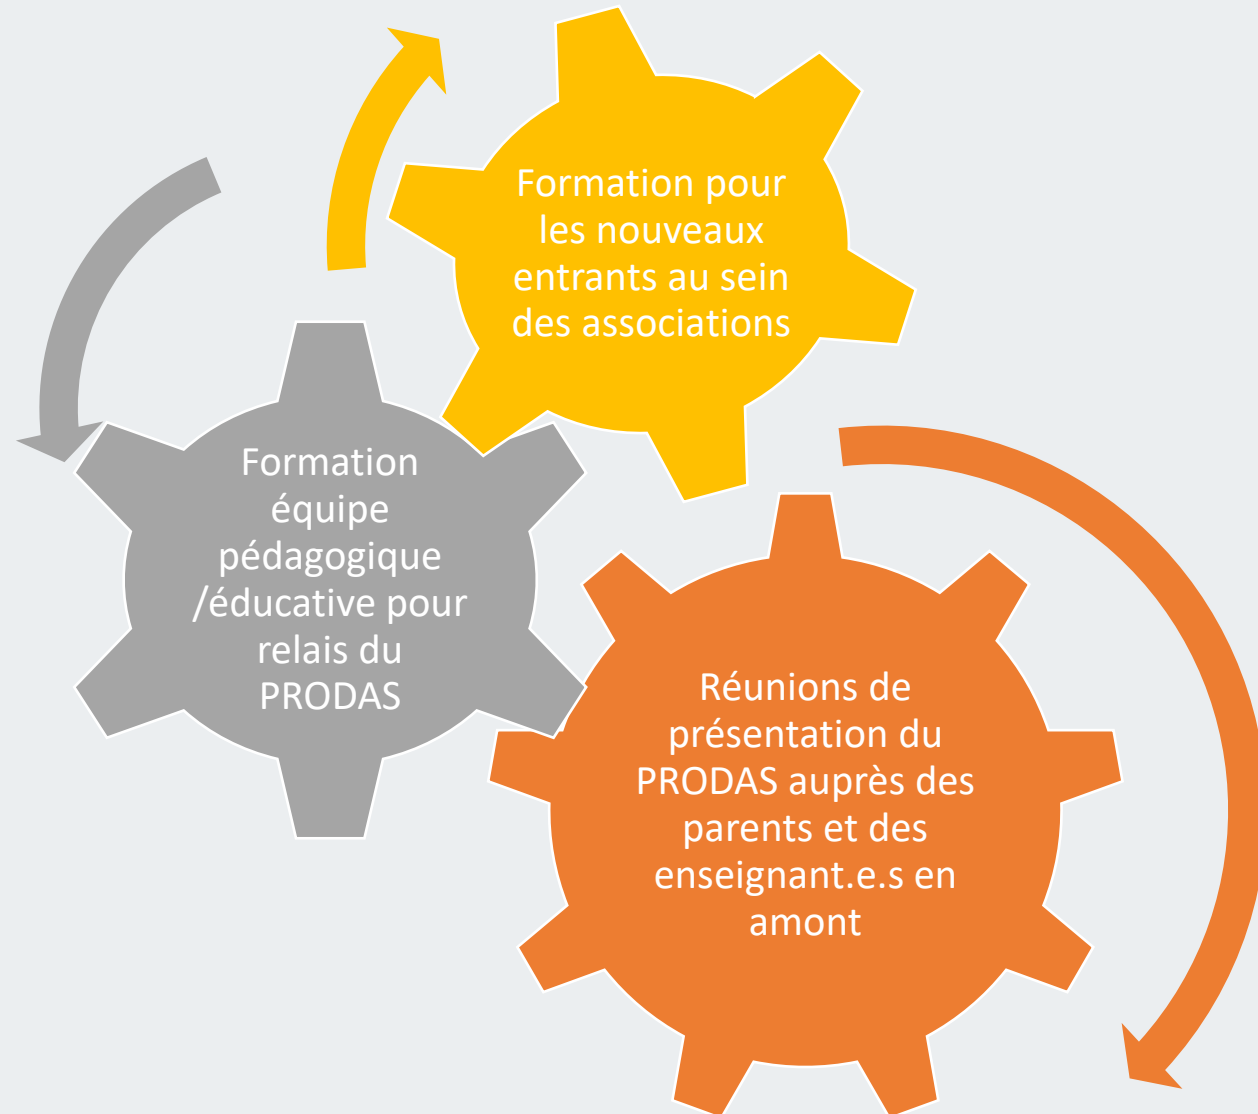 Formation pour
les nouveaux
entrants au sein
des associations
Formation
équipe
pédagogique
/éducative pour
relais du
PRODAS
Réunions de
présentation du
PRODAS auprès des
parents et des
enseignant.e.s en
amont